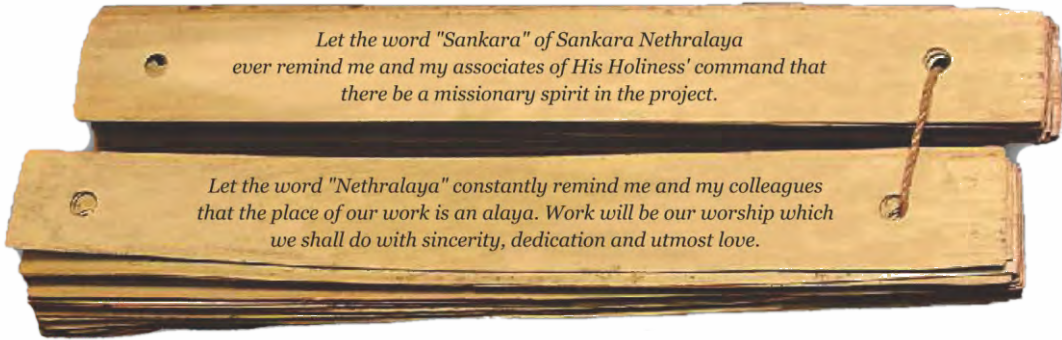 Let the word "Sankara" of Sankara Nethralaya
ever remind me and my associates of His Holiness' command that
there be a missionary spirit in the project.
Let the word "Nethralaya" constantly remind me and my colleagues
that the place of our work is an alaya. Work will be our worship which
we shall do with sincerity, dedication and utmost love.